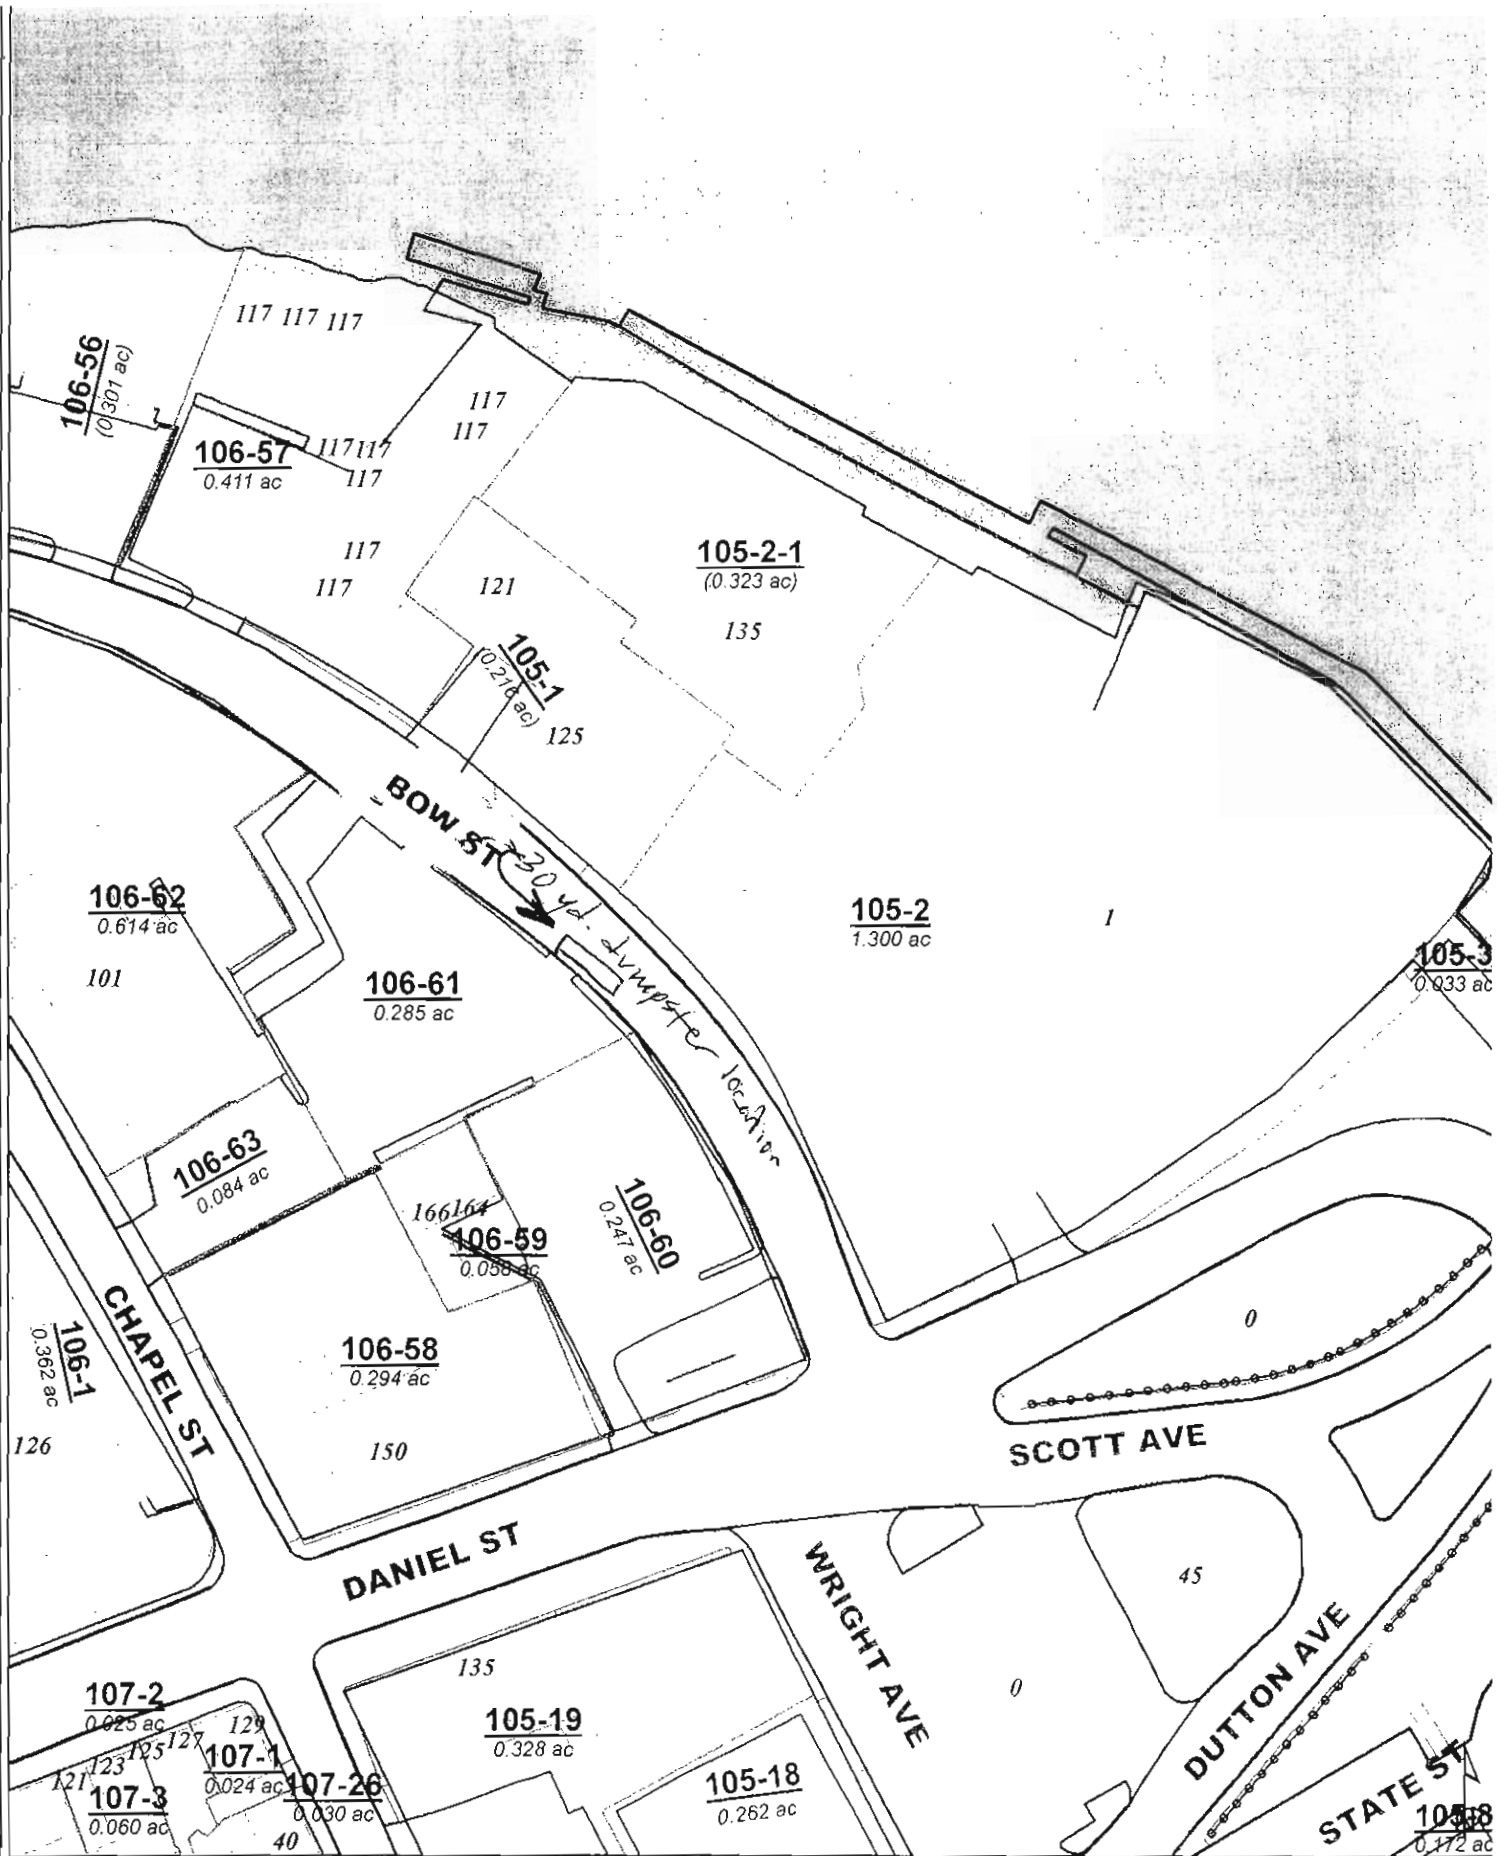 117 117 117
106-56
(0.301 ac)
117
117
106-57
0.411 ac
117 117
117
117
117
121
105-2-1
(0.323 ac)
135
105-1
(0.216 ac)
125
BOW ST
30 yd. dumpster location
106-62
0.614 ac
101
106-61
0.285 ac
105-2
1.300 ac
1
105-3
0.033 ac
106-63
0.084 ac
166 164
106-59
0.058 ac
106-60
0.247 ac
CHAPEL ST
106-1
0.362 ac
126
106-58
0.294 ac
150
0
SCOTT AVE
DANIEL ST
WRIGHT AVE
45
0
DUTTON AVE
135
105-19
0.328 ac
105-18
0.262 ac
107-2
0.025 ac
129
127
125
123
121
107-1
0.024 ac
107-3
0.060 ac
107-26
0.030 ac
40
STATE ST
105-8
0.172 ac